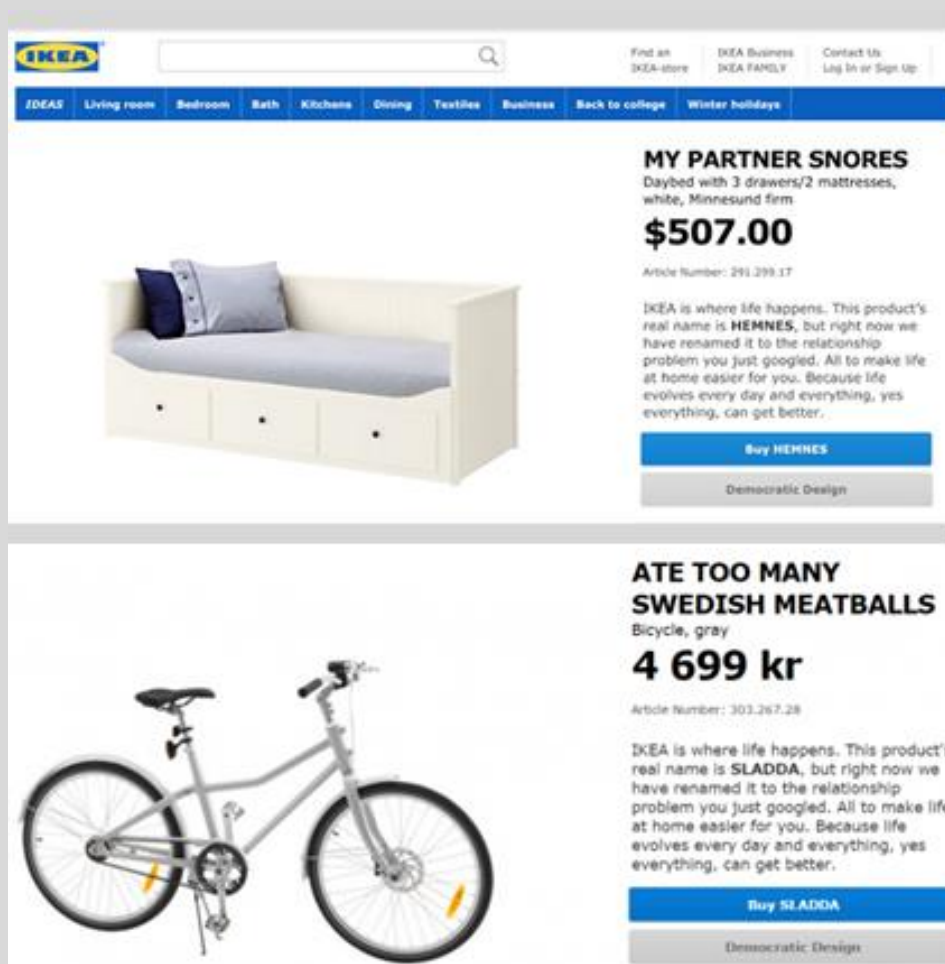 IKEA
Find an
IKEA-store
IKEA Business
IKEA FAMILY
Contact Us
Log In or Sign Up
IDEAS Living room Bedroom Bath Kitchens Dining Textiles Business Back to college Winter holidays
MY PARTNER SNORES
Daybed with 3 drawers/2 mattresses,
white, Minnesund firm
$507.00
Article Number: 291.299.17
IKEA is where life happens. This product's
real name is HEMNES, but right now we
have renamed it to the relationship
problem you just googled. All to make life
at home easier for you. Because life
evolves every day and everything, yes
everything, can get better.
Buy HEMNES
Democratic Design
ATE TOO MANY
SWEDISH MEATBALLS
Bicycle, gray
4 699 kr
Article Number: 303.267.28
IKEA is where life happens. This product's
real name is SLADDA, but right now we
have renamed it to the relationship
problem you just googled. All to make life
at home easier for you. Because life
evolves every day and everything, yes
everything, can get better.
Buy SLADDA
Democratic Design